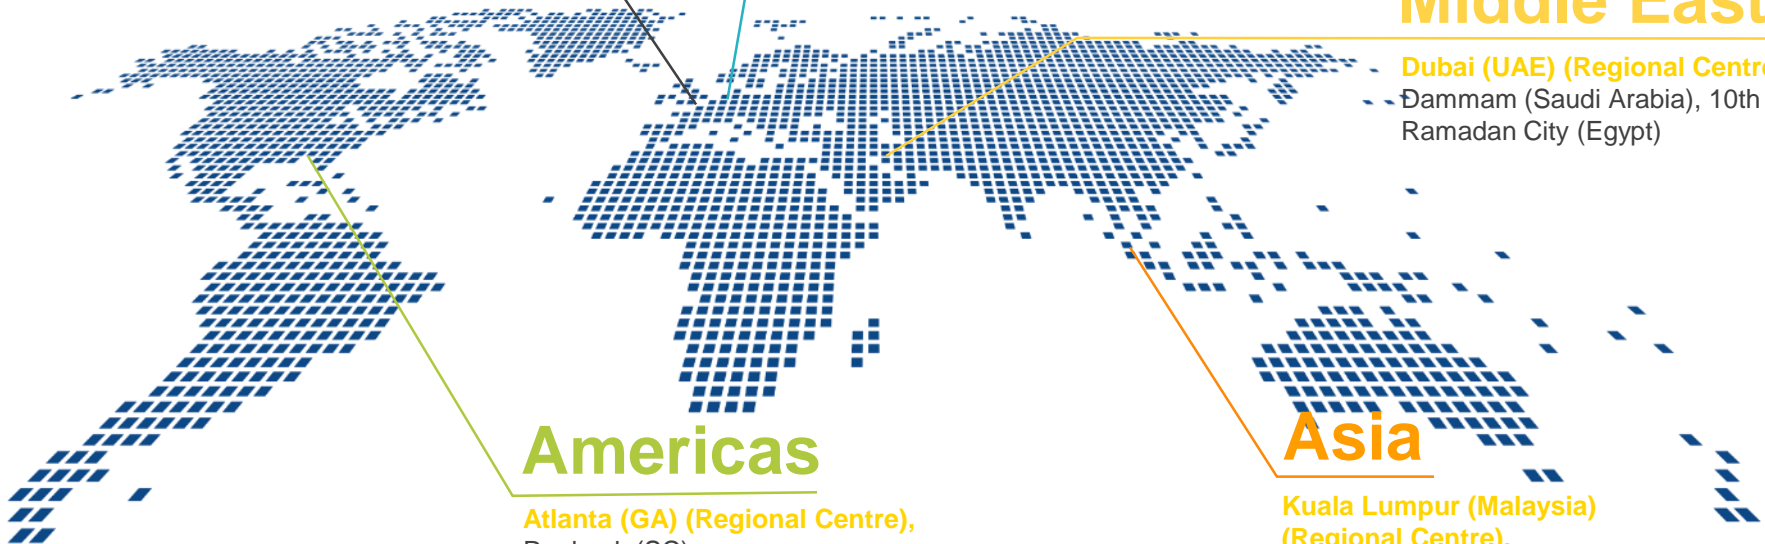 Middle East
Dubai (UAE) (Regional Centre
Dammam (Saudi Arabia), 10th
Ramadan City (Egypt)
Americas
Atlanta (GA) (Regional Centre),
Asia
Kuala Lumpur (Malaysia)
(Regional Centre),